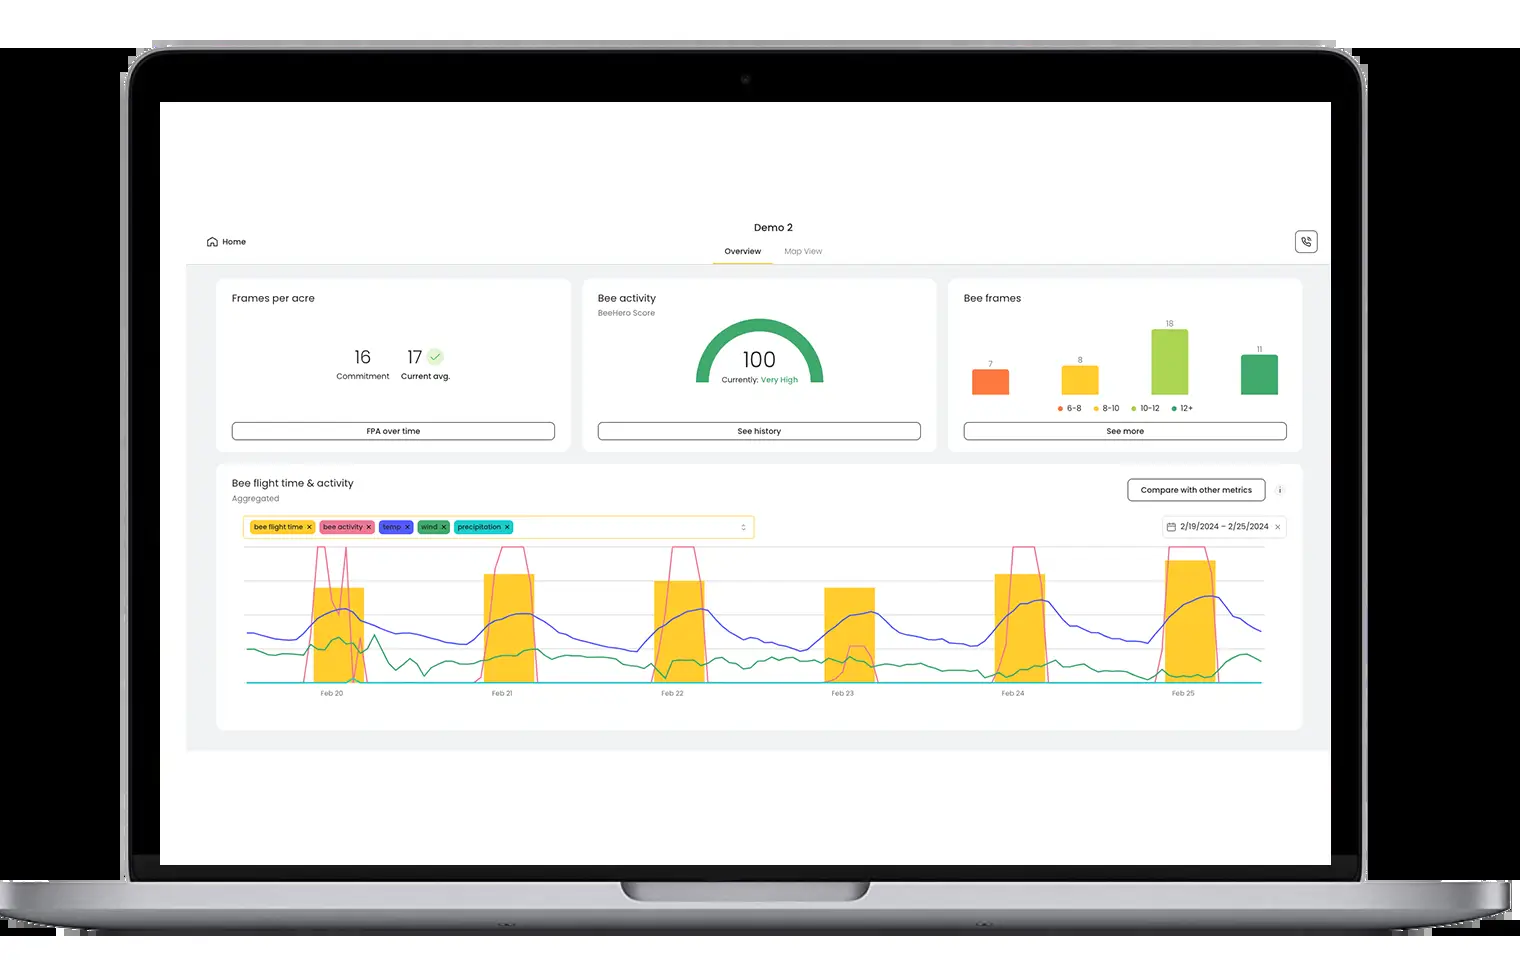 Demo 2
Home
Overview Map View
Frames per acre
16 17
Commitment Current avg.
FPA over time
Bee activity
BeeHero Score
100
Currently: Very High
See history
Bee frames
7 8 18 11
6-8 8-10 10-12 12+
See more
Bee flight time & activity
Aggregated
Compare with other metrics i
bee flight time × bee activity × temp × wind × precipitation ×
2/19/2024 – 2/25/2024 ×
Feb 20 Feb 21 Feb 22 Feb 23 Feb 24 Feb 25